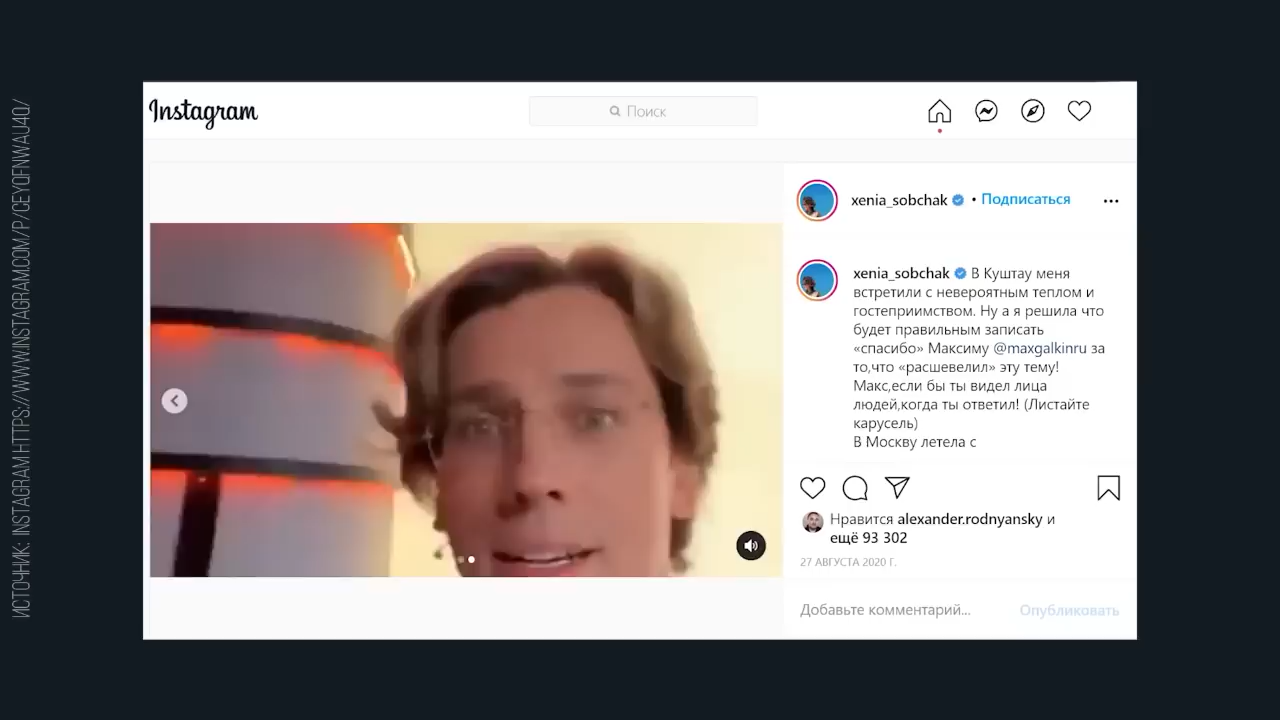 ИСТОЧНИК: INSTAGRAM HTTPS://WWW.INSTAGRAM.COM/P/CEYQFNWAU4Q/
Instagram
Поиск
xenia_sobchak • Подписаться
xenia_sobchak В Куштау меня
встретили с невероятным теплом и
гостеприимством. Ну а я решила что
будет правильным записать
«спасибо» Максиму @maxgalkinru за
то,что «расшевелил» эту тему!
Макс,если бы ты видел лица
людей,когда ты ответил! (Листайте
карусель)
В Москву летела с
Нравится alexander.rodnyansky и
ещё 93 302
27 АВГУСТА 2020 Г.
Добавьте комментарий... Опубликовать